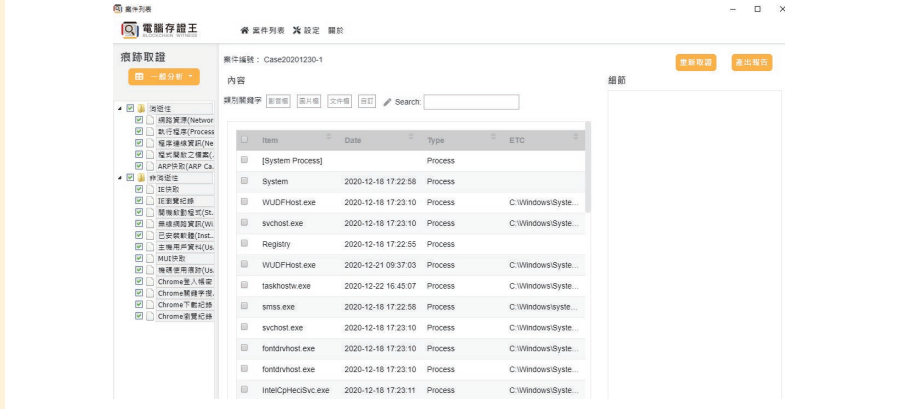 案件列表
電腦存證王
BLOCKCHAIN WITNESS
案件列表 設定 關於
痕跡取證
一般分析
案件編號： Case20201230-1
重新取證
產出報告
內容
細節
類別關鍵字 影音檔 圖片檔 文件檔 自訂 Search:
消逝性
網路資源(Networ
執行程序(Process
程序連線資訊(Ne
程式開啟之檔案(.
ARP快取(ARP Ca.
非消逝性
IE快取
IE瀏覽紀錄
開機啟動程式(St.
無線網路資訊(Wi.
已安裝軟體(Inst..
主機用戶資料(Us.
MUI快取
機碼使用痕跡(Us.
Chrome登入帳密
Chrome關鍵字搜.
Chrome下載紀錄
Chrome瀏覽紀錄
Item Date Type ETC
[System Process] Process
System 2020-12-18 17:22:58 Process
WUDFHost.exe 2020-12-18 17:23:10 Process C:\Windows\Syste...
svchost.exe 2020-12-18 17:23:10 Process C:\Windows\Syste...
Registry 2020-12-18 17:22:55 Process
WUDFHost.exe 2020-12-21 09:37:03 Process C:\Windows\Syste...
taskhostw.exe 2020-12-22 16:45:07 Process C:\Windows\Syste...
smss.exe 2020-12-18 17:22:58 Process C:\Windows\syste...
svchost.exe 2020-12-18 17:23:10 Process C:\Windows\Syste...
fontdrvhost.exe 2020-12-18 17:23:10 Process C:\Windows\Syste...
fontdrvhost.exe 2020-12-18 17:23:10 Process C:\Windows\Syste...
IntelCpHeciSvc.exe 2020-12-18 17:23:11 Process C:\Windows\Syste...